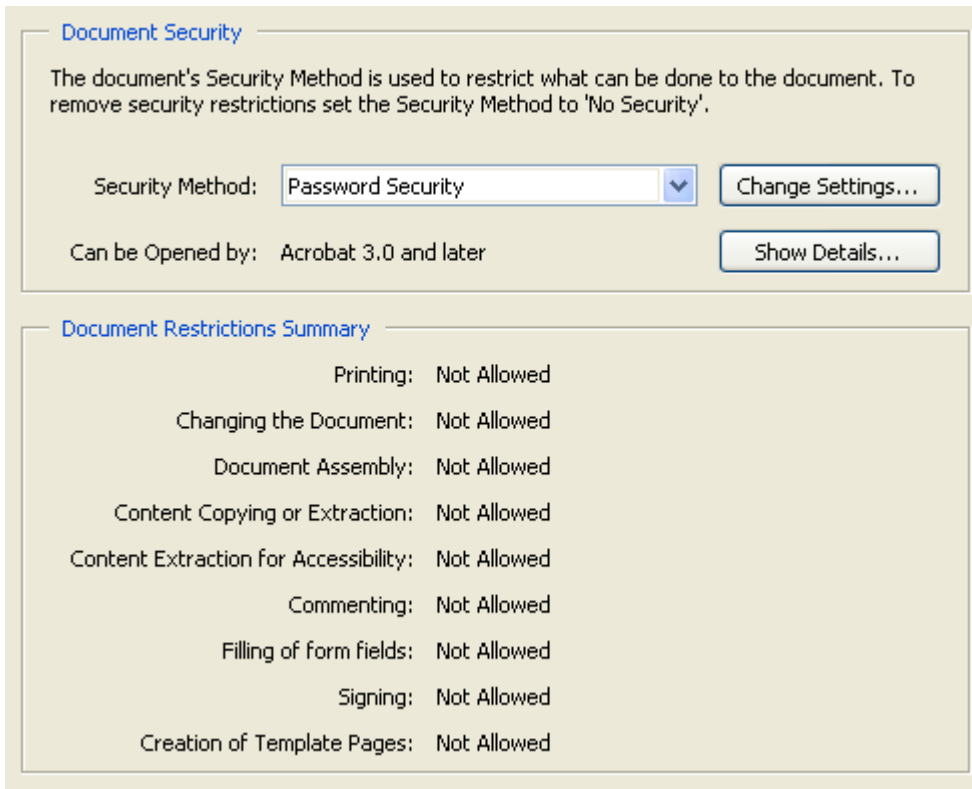 Document Security
The document's Security Method is used to restrict what can be done to the document. To
remove security restrictions set the Security Method to 'No Security'.
Security Method: Password Security Change Settings...
Can be Opened by: Acrobat 3.0 and later Show Details...
Document Restrictions Summary
Printing: Not Allowed
Changing the Document: Not Allowed
Document Assembly: Not Allowed
Content Copying or Extraction: Not Allowed
Content Extraction for Accessibility: Not Allowed
Commenting: Not Allowed
Filling of form fields: Not Allowed
Signing: Not Allowed
Creation of Template Pages: Not Allowed